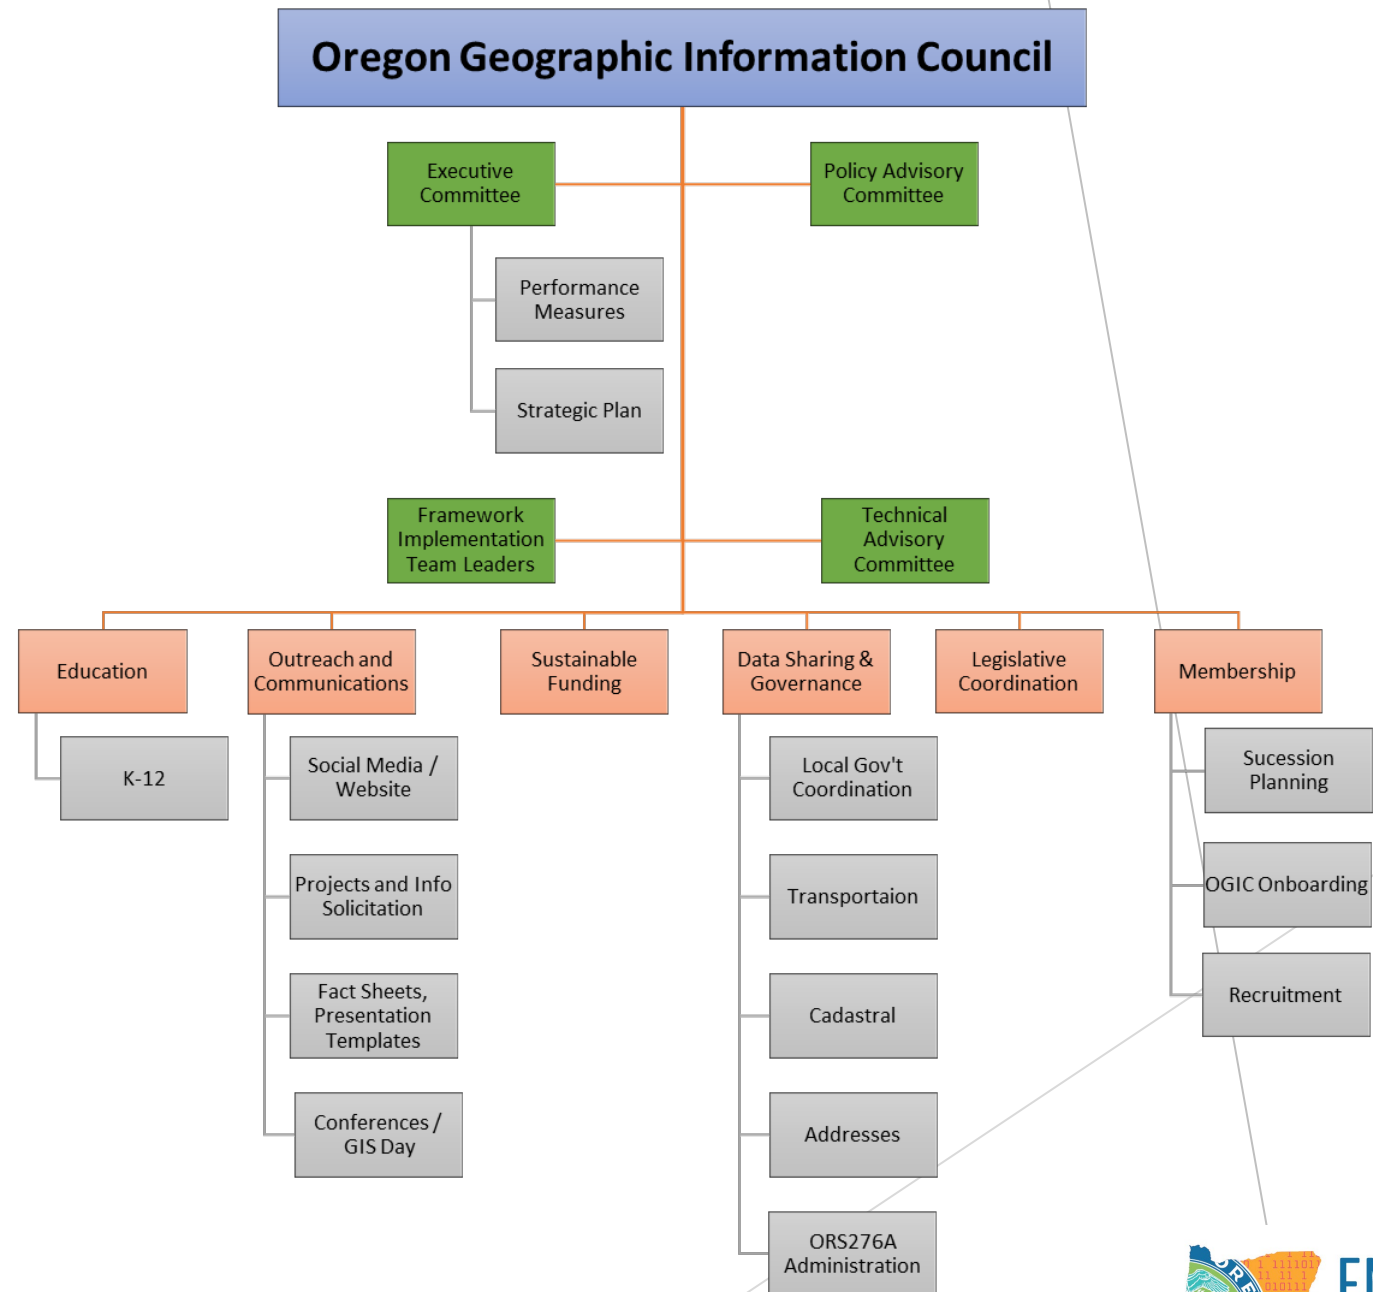 Oregon Geographic Information Council
Executive
Committee
Policy Advisory
Committee
Performance
Measures
Strategic Plan
Framework
Implementation
Team Leaders
Technical
Advisory
Committee
Education
Outreach and
Communications
Sustainable
Funding
Data Sharing &
Governance
Legislative
Coordination
Membership
K-12
Social Media /
Website
Projects and Info
Solicitation
Fact Sheets,
Presentation
Templates
Conferences /
GIS Day
Local Gov't
Coordination
Transportaion
Cadastral
Addresses
ORS276A
Administration
Sucession
Planning
OGIC Onboarding
Recruitment